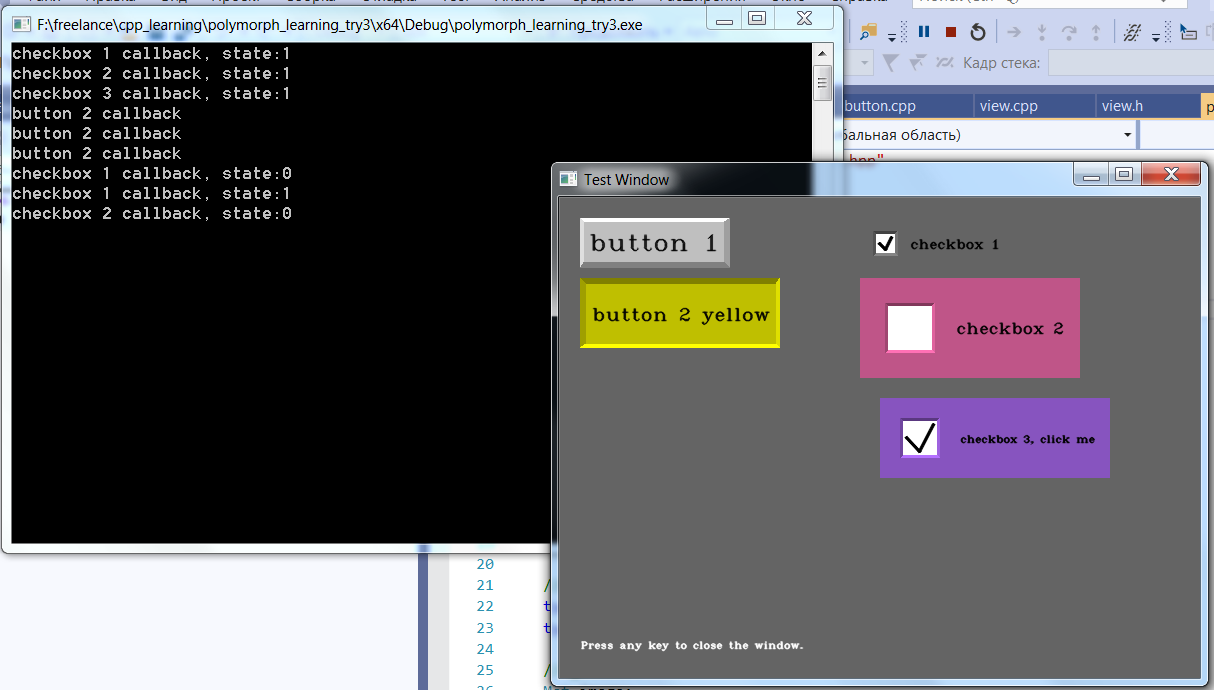 F:\freelance\cpp_learning\polymorph_learning_try3\x64\Debug\polymorph_learning_try3.exe
checkbox 1 callback, state:1
checkbox 2 callback, state:1
checkbox 3 callback, state:1
button 2 callback
button 2 callback
button 2 callback
checkbox 1 callback, state:0
checkbox 1 callback, state:1
checkbox 2 callback, state:0
Кадр стека:
button.cpp view.cpp view.h
бальная область)
Test Window
button 1
checkbox 1
button 2 yellow
checkbox 2
checkbox 3, click me
Press any key to close the window.
20
21
22
23
24
25